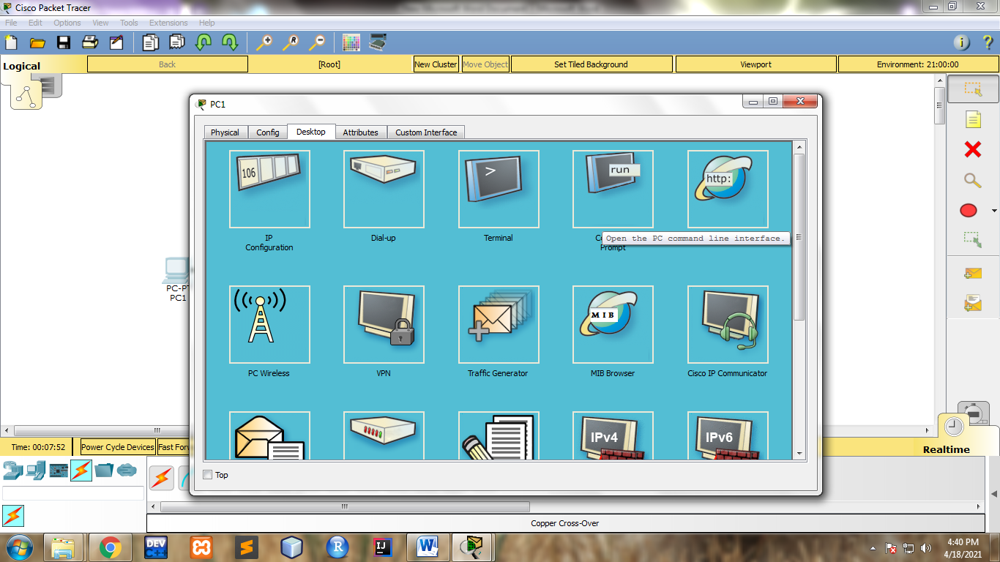 Cisco Packet Tracer
File Edit Options View Tools Extensions Help
Logical
Back
[Root]
New Cluster
Move Object
Set Tiled Background
Viewport
Environment: 21:00:00
PC1
Physical
Config
Desktop
Attributes
Custom Interface
106
>
run
http:
IP
Configuration
Dial-up
Terminal
Prompt
Open the PC command line interface.
PC-PT
PC1
MIB
PC Wireless
VPN
Traffic Generator
MIB Browser
Cisco IP Communicator
IPv4
IPv6
Top
Time: 00:07:52
Power Cycle Devices
Fast For
Realtime
Copper Cross-Over
DEV
C++
R
IJ
W
4:40 PM
4/18/2021